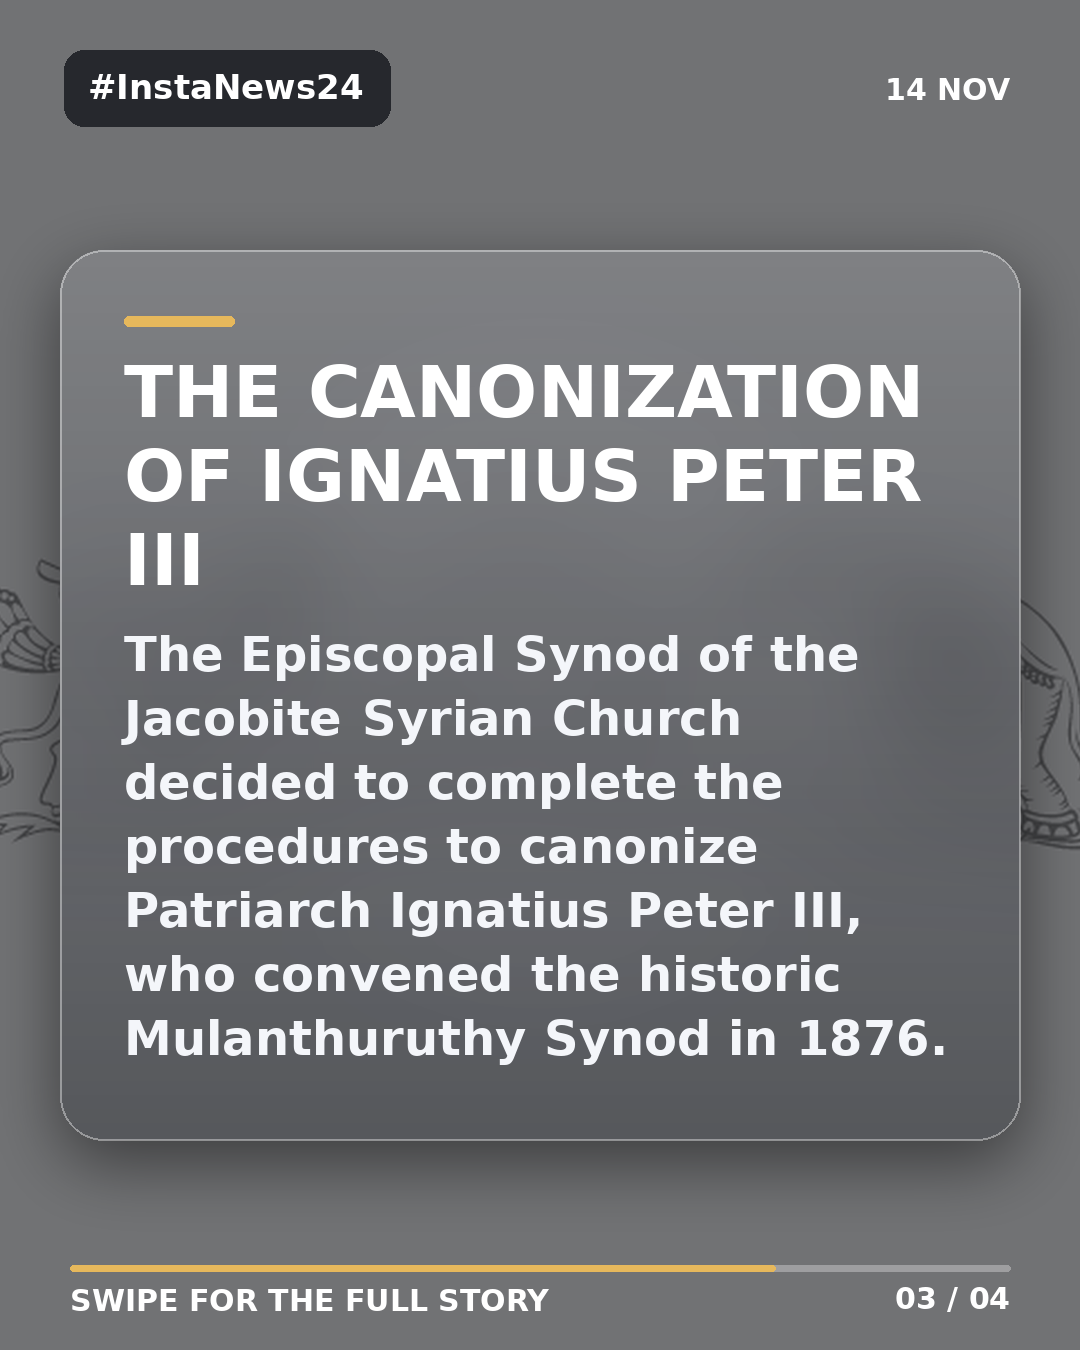 #InstaNews24
14 NOV
THE CANONIZATION
OF IGNATIUS PETER
III
The Episcopal Synod of the
Jacobite Syrian Church
decided to complete the
procedures to canonize
Patriarch Ignatius Peter III,
who convened the historic
Mulanthuruthy Synod in 1876.
SWIPE FOR THE FULL STORY
03 / 04